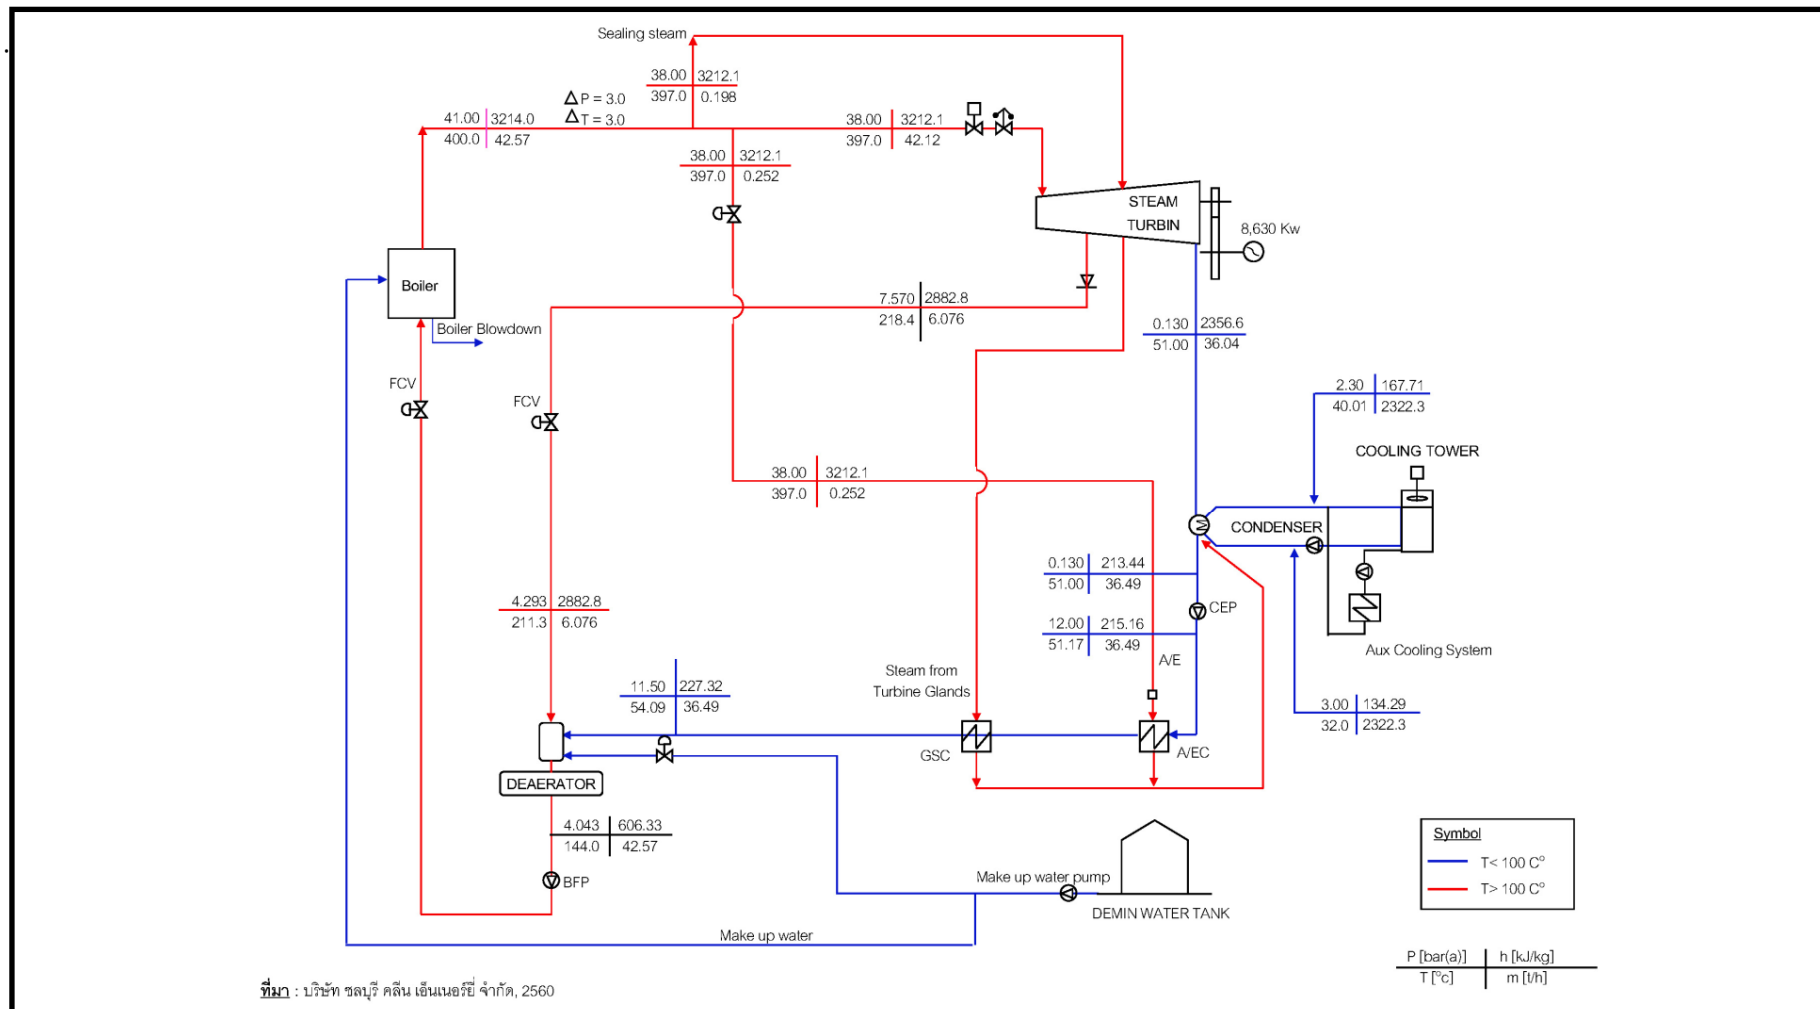 Sealing steam
38.00 3212.1
397.0 0.198
△ P = 3.0
△ T = 3.0
41.00 3214.0
400.0 42.57
38.00 3212.1
397.0 42.12
38.00 3212.1
397.0 0.252
STEAM
TURBIN
8,630 Kw
Boiler
Boiler Blowdown
7.570 2882.8
218.4 6.076
0.130 2356.6
51.00 36.04
FCV
FCV
2.30 167.71
40.01 2322.3
COOLING TOWER
38.00 3212.1
397.0 0.252
M
CONDENSER
0.130 213.44
51.00 36.49
CEP
4.293 2882.8
211.3 6.076
12.00 215.16
51.17 36.49
A/E
Aux Cooling System
Steam from
Turbine Glands
11.50 227.32
54.09 36.49
3.00 134.29
32.0 2322.3
GSC
A/EC
DEAERATOR
4.043 606.33
144.0 42.57
BFP
Make up water pump
DEMIN WATER TANK
Make up water
Symbol
T< 100 C°
T> 100 C°
P [bar(a)] h [kJ/kg]
T [°c] m [t/h]
ที่มา : บริษัท ชลบุรี คลีน เอ็นเนอร์ยี่ จำกัด, 2560